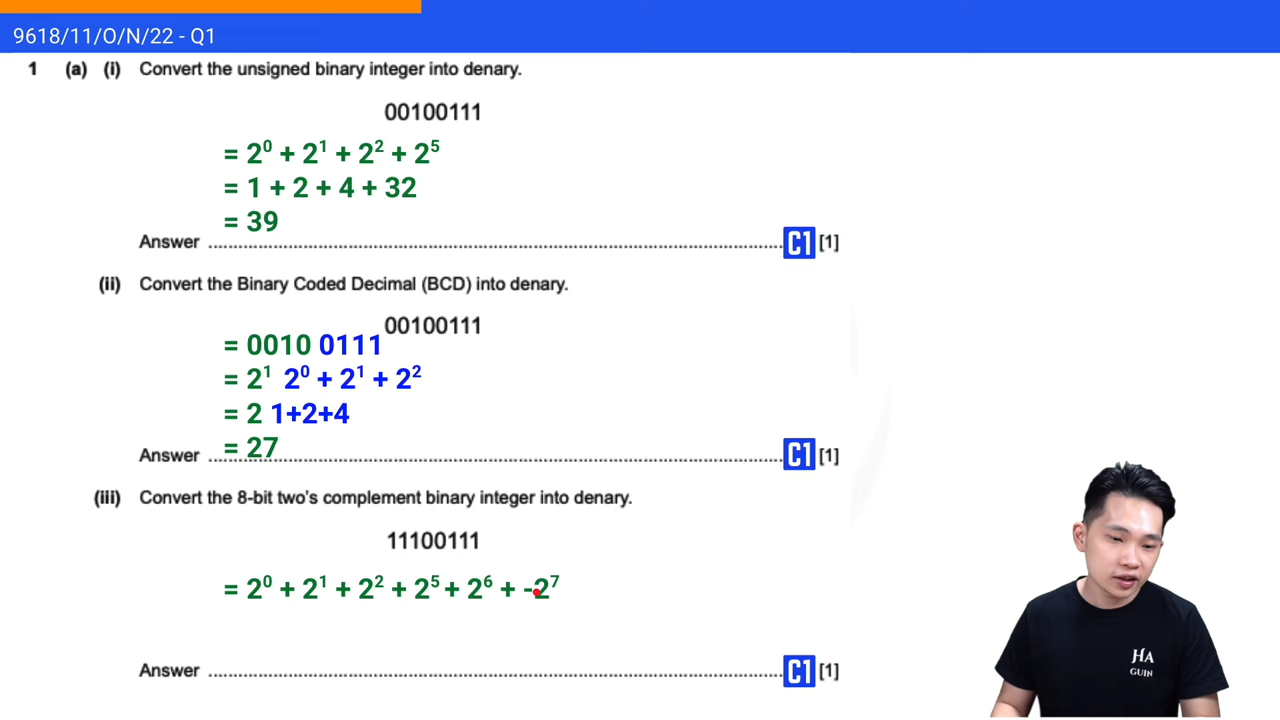 9618/11/O/N/22 - Q1
1 (a) (i) Convert the unsigned binary integer into denary.
00100111
= 2⁰ + 2¹ + 2² + 2⁵
= 1 + 2 + 4 + 32
= 39
Answer ........................................ C1 [1]
(ii) Convert the Binary Coded Decimal (BCD) into denary.
00100111
= 0010 0111
= 2¹ 2⁰ + 2¹ + 2²
= 2 1+2+4
= 27
Answer ........................................ C1 [1]
(iii) Convert the 8-bit two's complement binary integer into denary.
11100111
= 2⁰ + 2¹ + 2² + 2⁵ + 2⁶ + -2⁷
Answer ........................................ C1 [1]
HA
GUIN